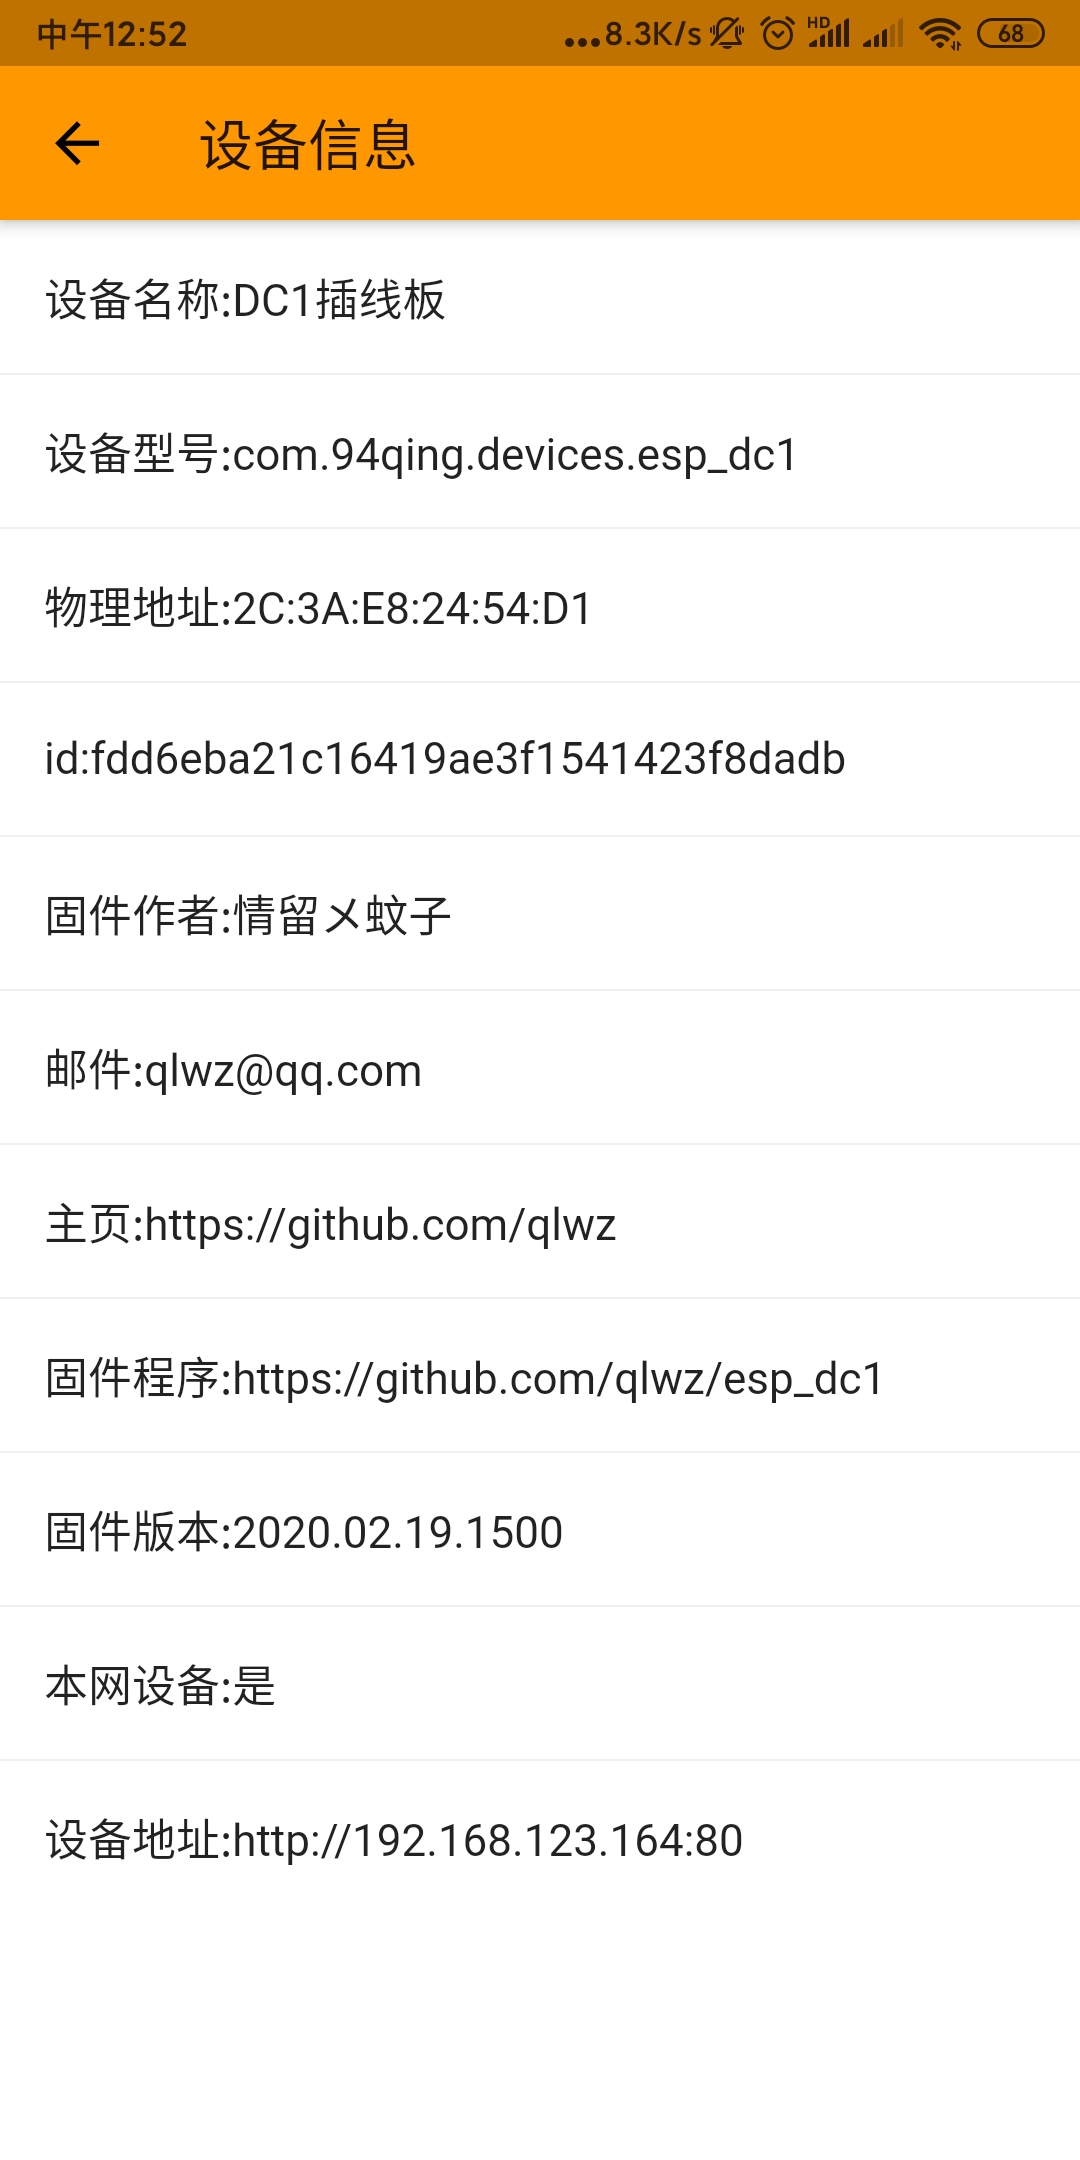 中午12:52 ...8.3K/s HD 68
设备信息
设备名称:DC1插线板
设备型号:com.94qing.devices.esp_dc1
物理地址:2C:3A:E8:24:54:D1
id:fdd6eba21c16419ae3f1541423f8dadb
固件作者:情留メ蚊子
邮件:qlwz@qq.com
主页:https://github.com/qlwz
固件程序:https://github.com/qlwz/esp_dc1
固件版本:2020.02.19.1500
本网设备:是
设备地址:http://192.168.123.164:80